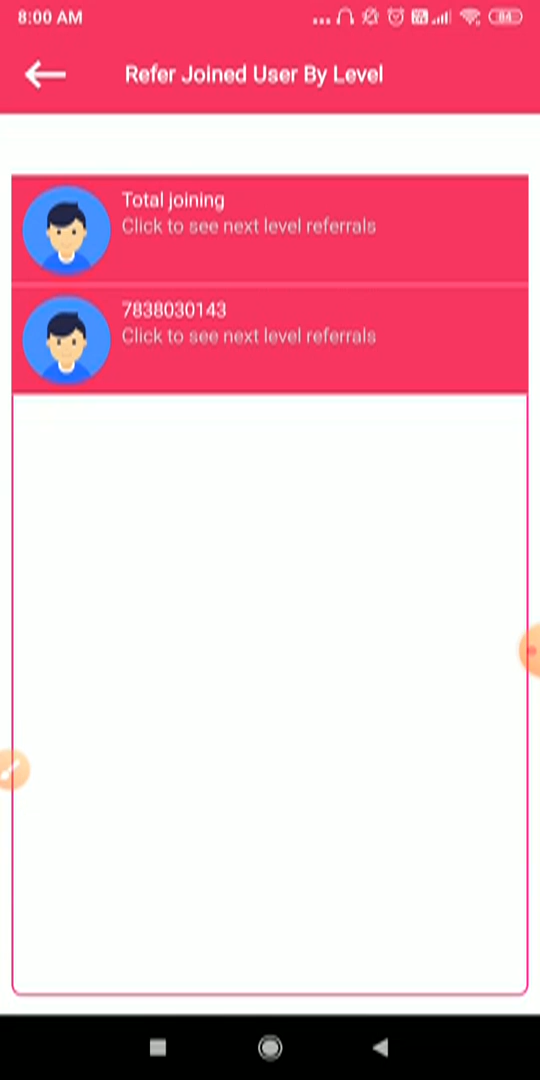 8:00 AM
84
Refer Joined User By Level
Total joining
Click to see next level referrals
7838030143
Click to see next level referrals